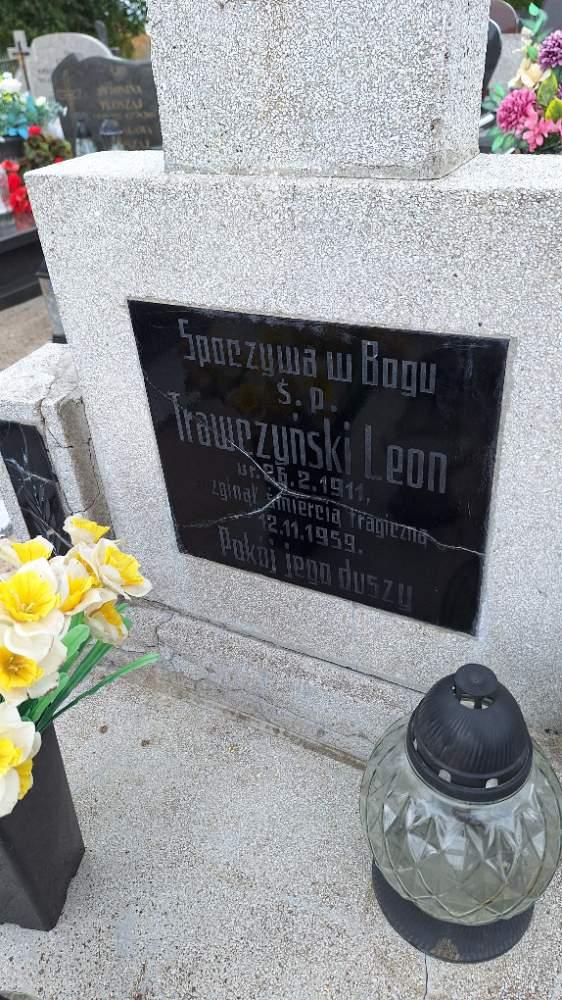 Spoczywa w Bogu
ś. p.
Trawczyński Leon
ur. 26. 2. 1911,
zginął śmiercią tragiczną
12.11.1959.
Pokój jego duszy